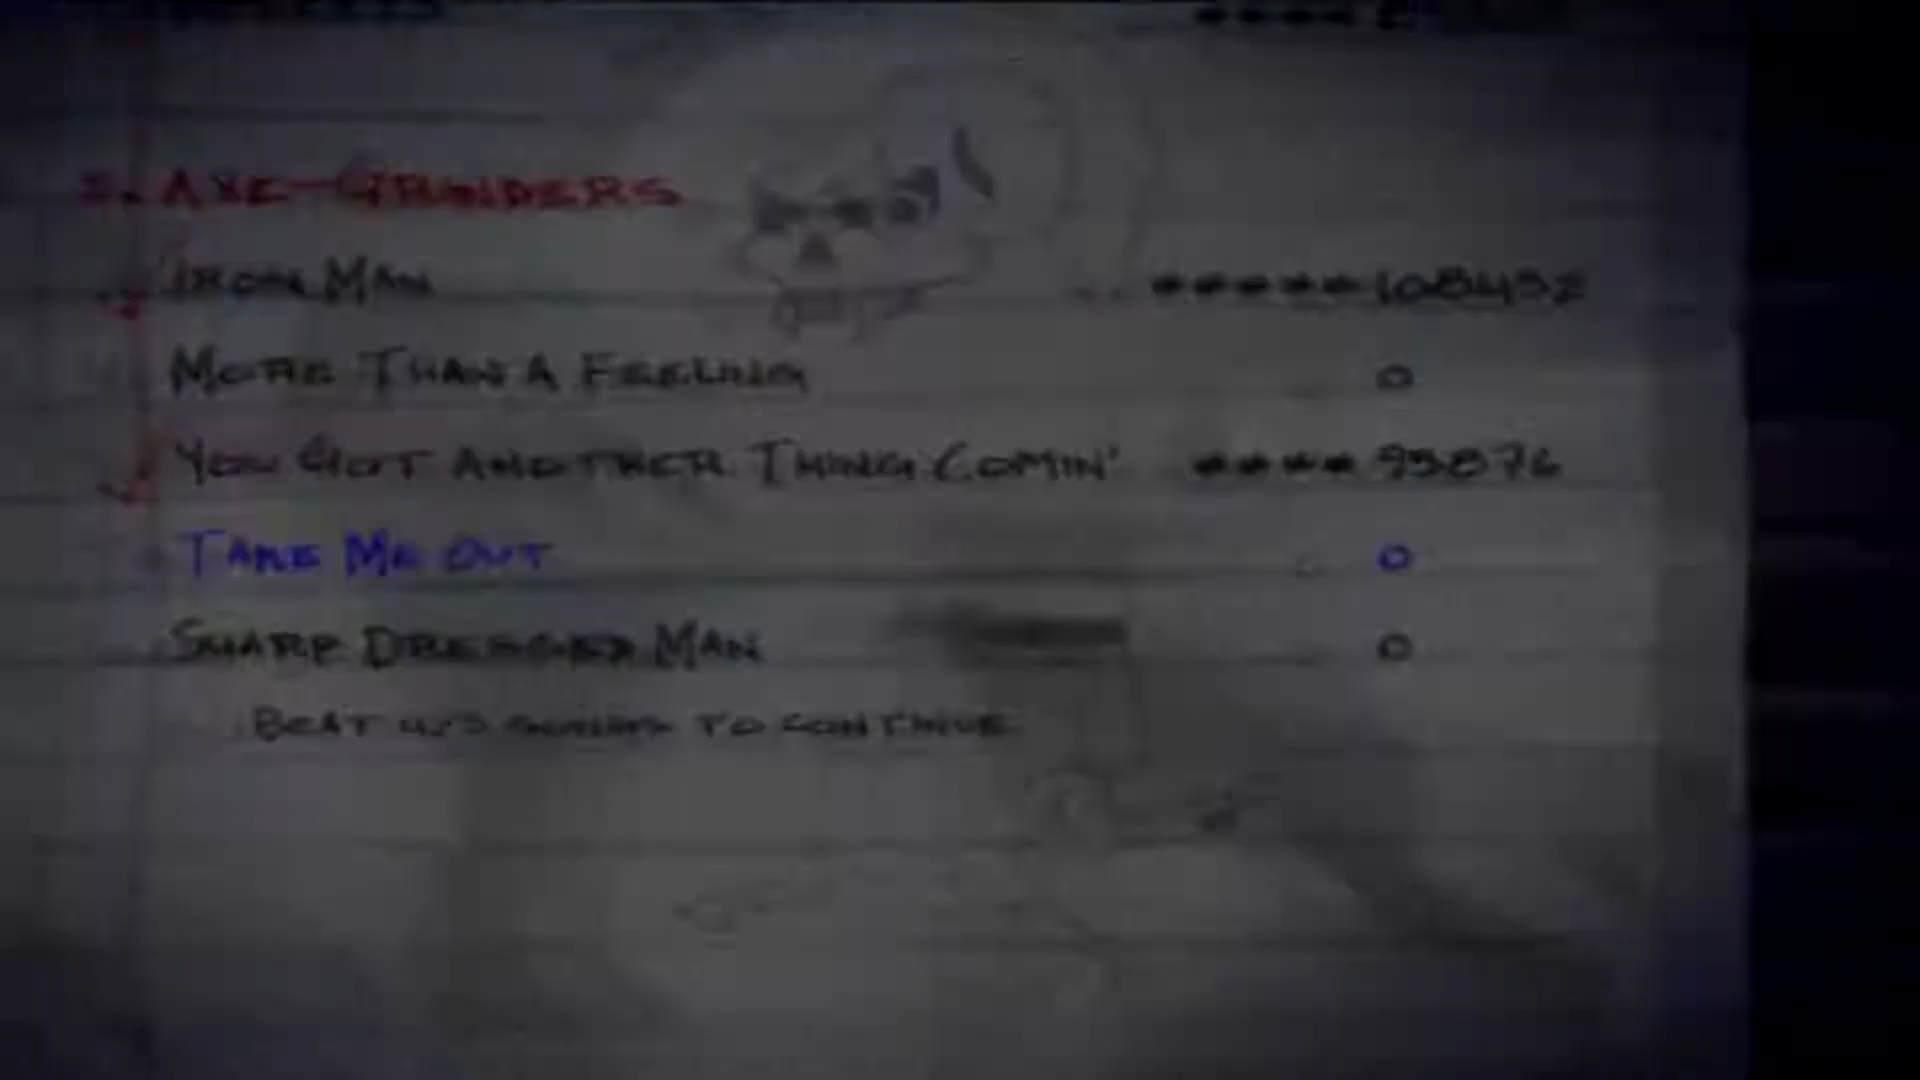 2. AXE-GRINDERS
IRON MAN ★★★★★ 108432
MORE THAN A FEELING 0
YOU GOT ANOTHER THING COMIN' ★★★★ 95876
TAKE ME OUT 0
SHARP DRESSED MAN 0
BEAT 4/5 SONGS TO CONTINUE